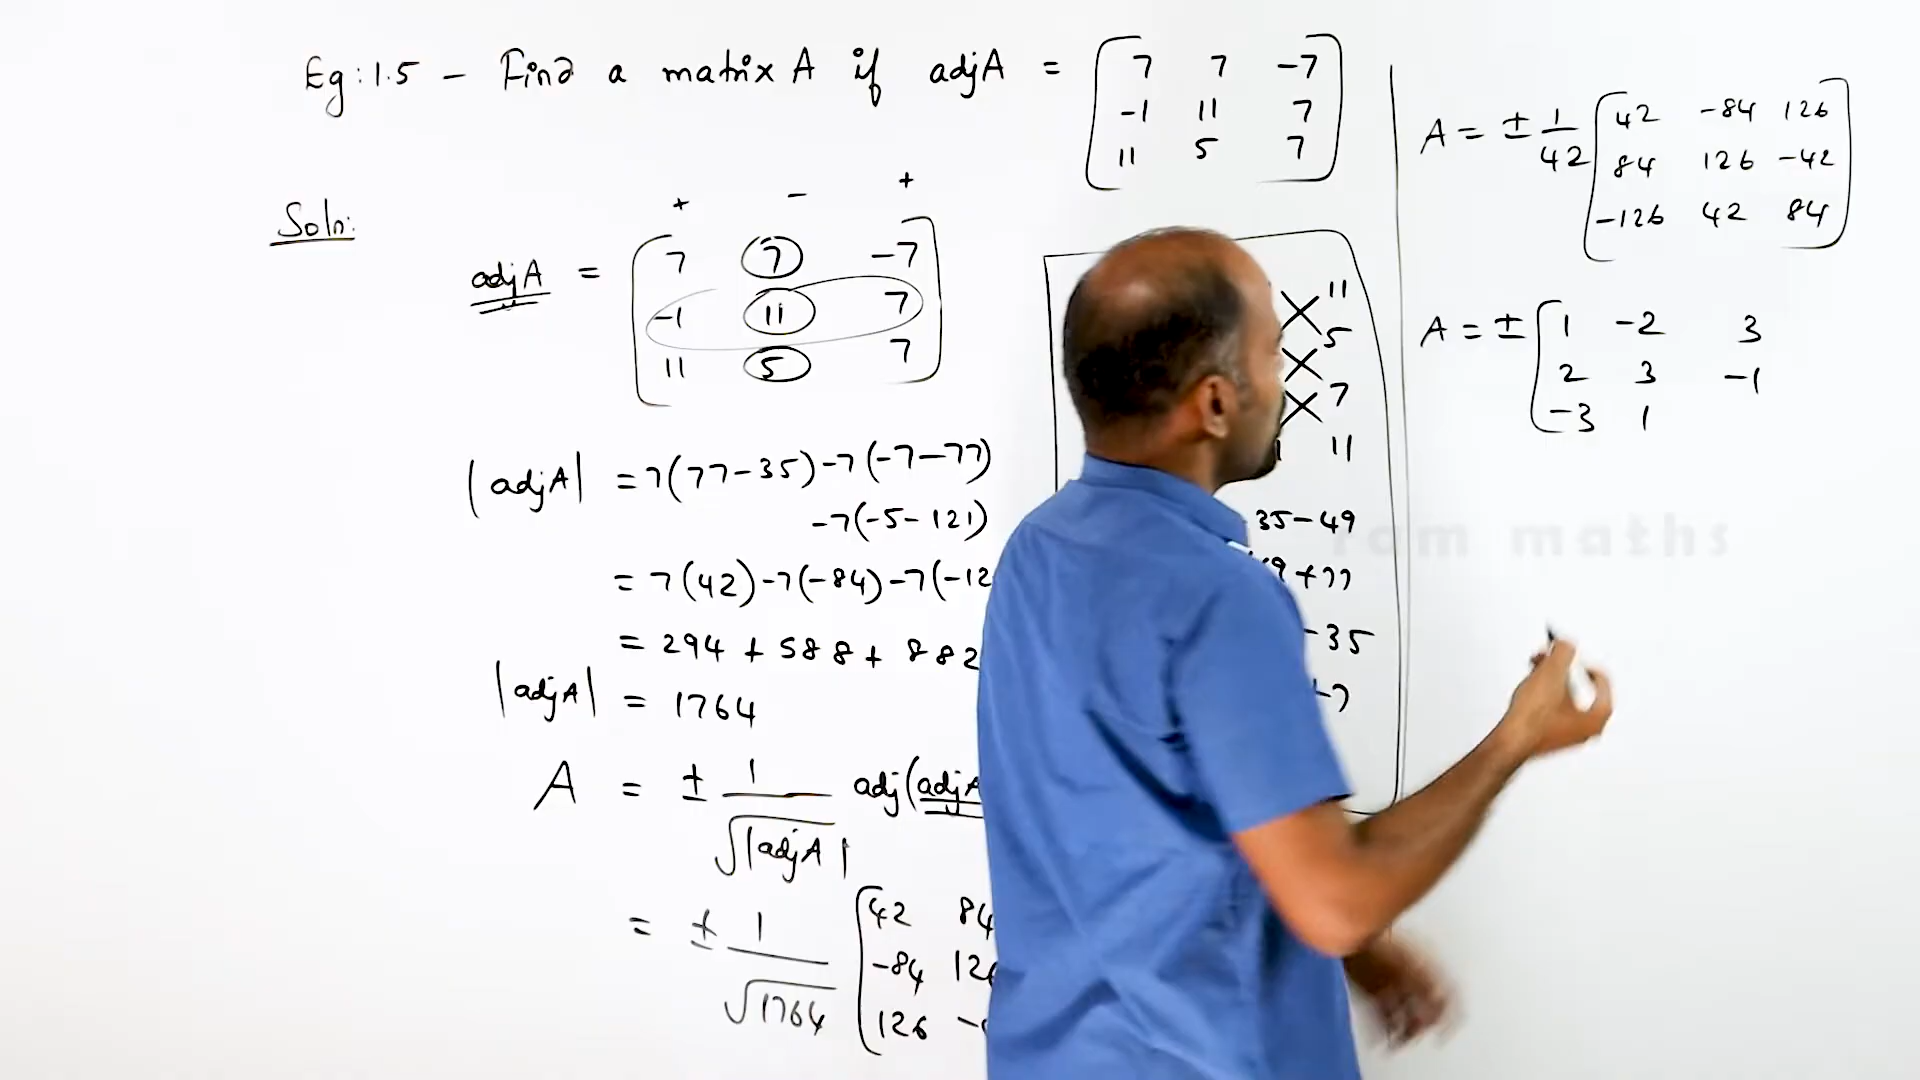 Eg:1.5 - Find a matrix A if adjA = [7 7 -7
-1 11 7
11 5 7]
Soln:
+ - +
adjA = [7 7 -7
-1 11 7
11 5 7]
|adjA| = 7(77-35)-7(-7-77)
-7(-5-121)
= 7(42)-7(-84)-7(-12
= 294 + 588 + 882
|adjA| = 1764
A = ± 1/√|adjA| adj(adjA
= ± 1/√1764 [42 84
-84 126
126 -
11
5
7
11
35-49
49+77
-35
+7
A = ± 1/42 [42 -84 126
84 126 -42
-126 42 84]
A = ± [1 -2 3
2 3 -1
-3 1
ram maths